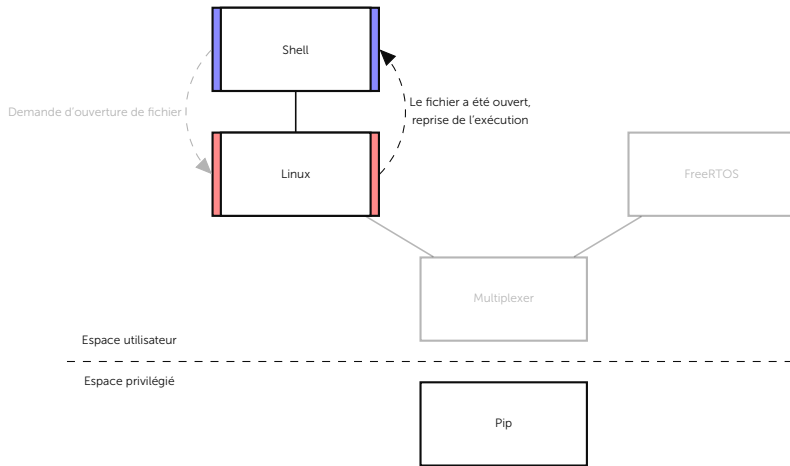 Shell
Demande d'ouverture de fichier
Le fichier a été ouvert,
reprise de l'exécution
Linux
FreeRTOS
Multiplexer
Espace utilisateur
Espace privilégié
Pip